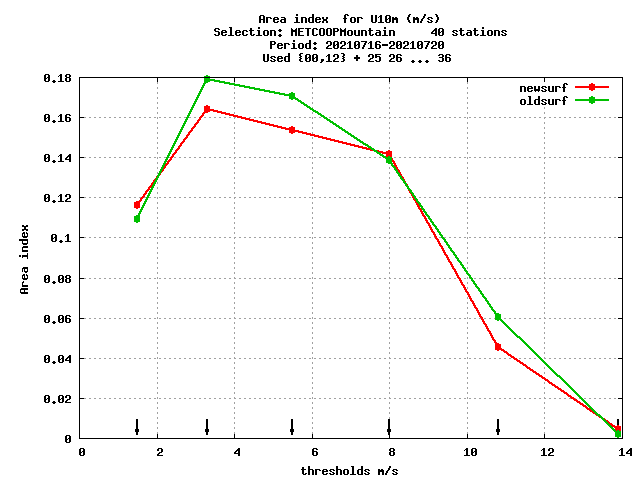 Area index  for U10m (m/s)
Selection: METCOOPMountain     40 stations
Period: 20210716-20210720
Used {00,12} + 25 26 ... 36
0.18
0.16
0.14
0.12
0.1
0.08
0.06
0.04
0.02
0
Area index
newsurf
oldsurf
0 2 4 6 8 10 12 14
thresholds m/s